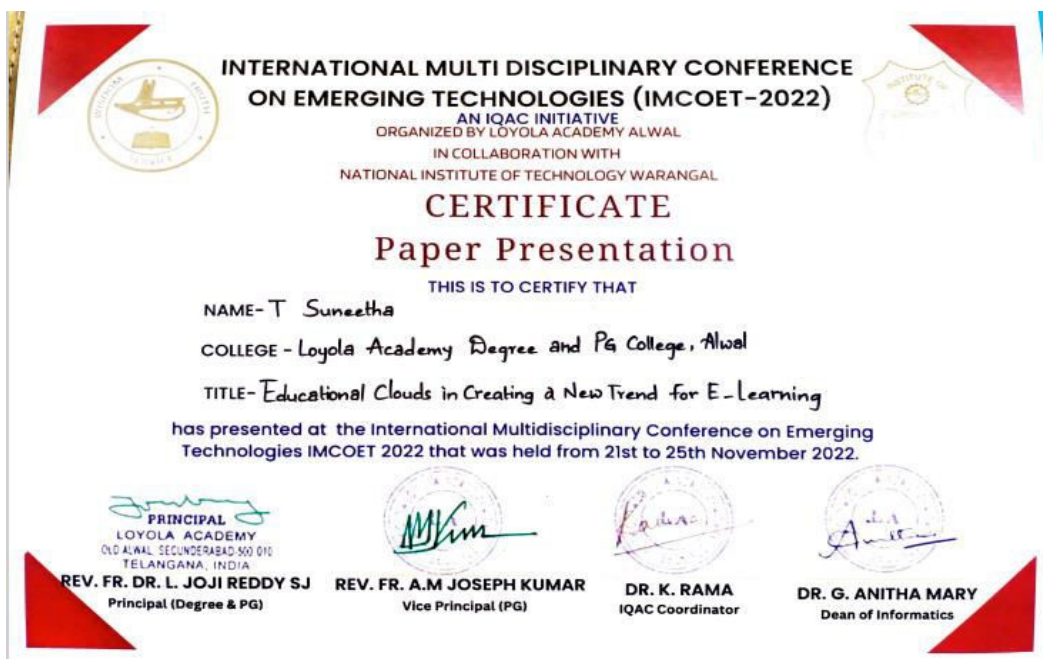 WISDOM TRUTH
SERVICE
INSTITUTE OF
INTERNATIONAL MULTI DISCIPLINARY CONFERENCE
ON EMERGING TECHNOLOGIES (IMCOET-2022)
AN IQAC INITIATIVE
ORGANIZED BY LOYOLA ACADEMY ALWAL
IN COLLABORATION WITH
NATIONAL INSTITUTE OF TECHNOLOGY WARANGAL
CERTIFICATE
Paper Presentation
THIS IS TO CERTIFY THAT
NAME- T Suneetha
COLLEGE - Loyola Academy Degree and PG College, Alwal
TITLE- Educational Clouds in Creating a New Trend for E-Learning
has presented at the International Multidisciplinary Conference on Emerging
Technologies IMCOET 2022 that was held from 21st to 25th November 2022.
PRINCIPAL
LOYOLA ACADEMY
OLD ALWAL, SECUNDERABAD-500 010
TELANGANA, INDIA
REV. FR. DR. L. JOJI REDDY SJ
Principal (Degree & PG)
REV. FR. A.M JOSEPH KUMAR
Vice Principal (PG)
DR. K. RAMA
IQAC Coordinator
DR. G. ANITHA MARY
Dean of Informatics